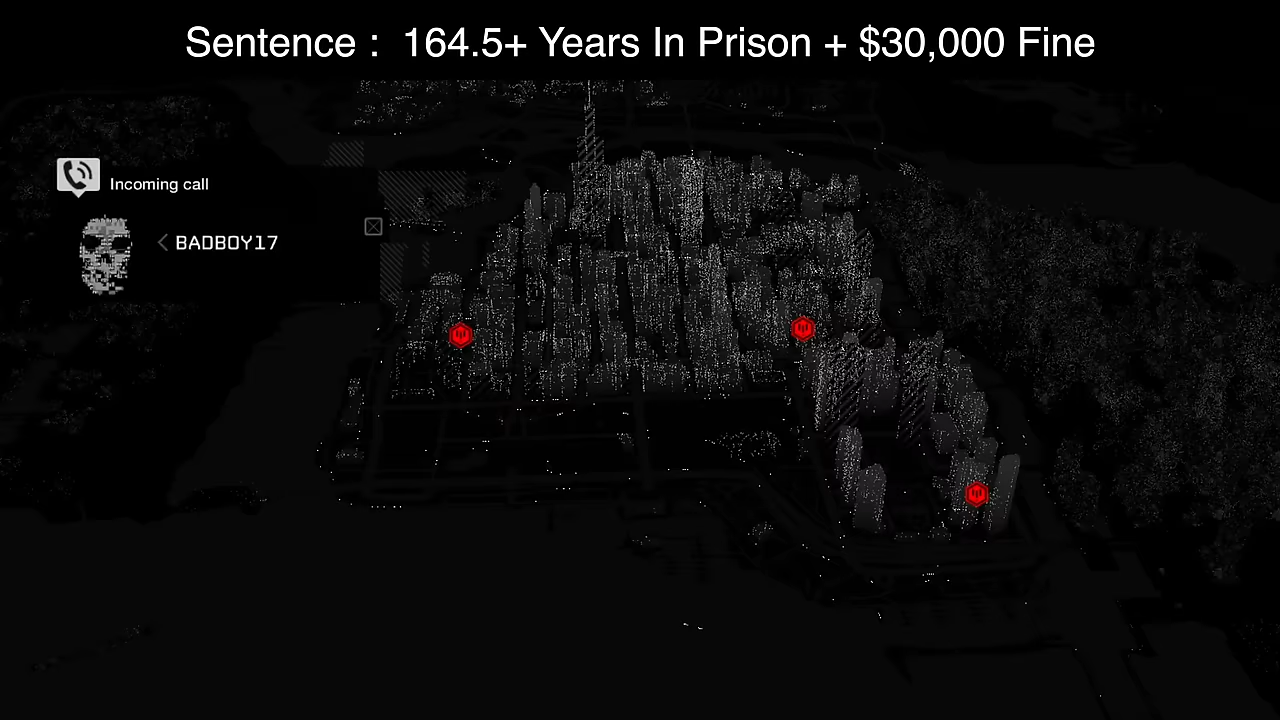 Sentence :  164.5+ Years In Prison + $30,000 Fine
Incoming call
BADBOY17